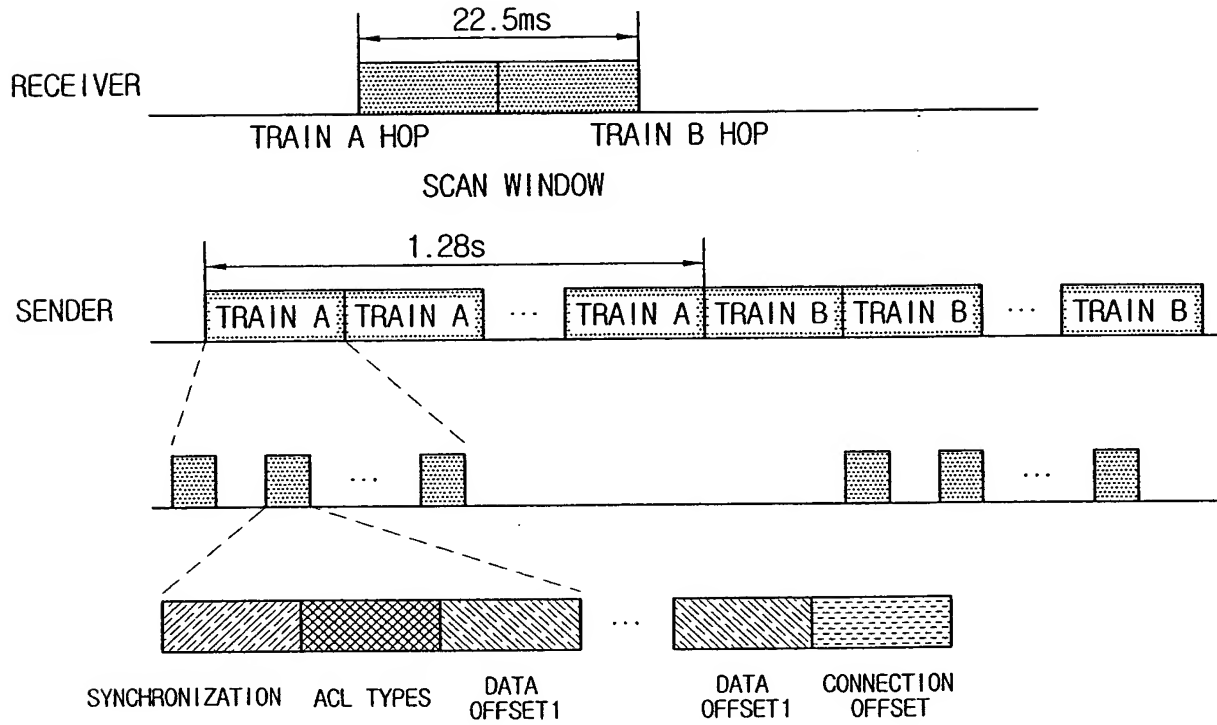 22.5ms
RECEIVER
TRAIN A HOP TRAIN B HOP
SCAN WINDOW
1.28s
SENDER
TRAIN A TRAIN A ... TRAIN A TRAIN B TRAIN B ... TRAIN B
... ...
...
SYNCHRONIZATION ACL TYPES DATA OFFSET1 DATA OFFSET1 CONNECTION OFFSET